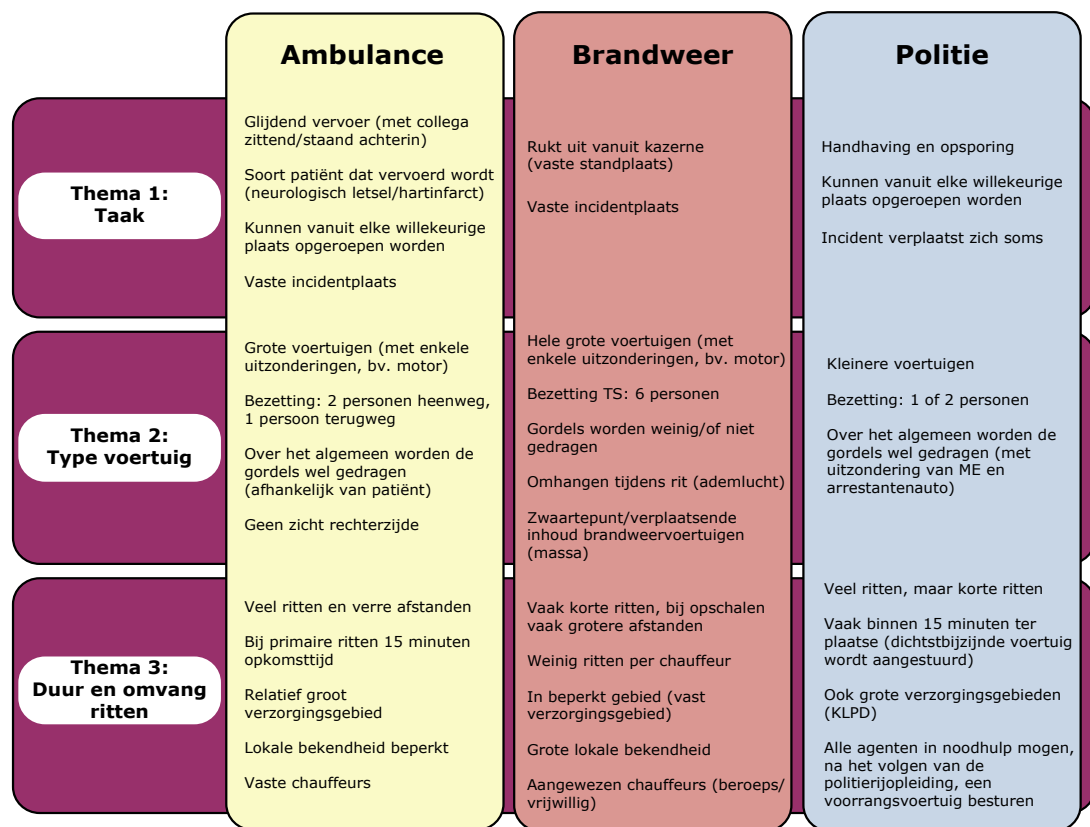 Ambulance
Brandweer
Politie
Thema 1:
Taak
Glijdend vervoer (met collega
zittend/staand achterin)
Soort patiënt dat vervoerd wordt
(neurologisch letsel/hartinfarct)
Kunnen vanuit elke willekeurige
plaats opgeroepen worden
Vaste incidentplaats
Rukt uit vanuit kazerne
(vaste standplaats)
Vaste incidentplaats
Handhaving en opsporing
Kunnen vanuit elke willekeurige
plaats opgeroepen worden
Incident verplaatst zich soms
Thema 2:
Type voertuig
Grote voertuigen (met enkele
uitzonderingen, bv. motor)
Bezetting: 2 personen heenweg,
1 persoon terugweg
Over het algemeen worden de
gordels wel gedragen
(afhankelijk van patiënt)
Geen zicht rechterzijde
Hele grote voertuigen (met
enkele uitzonderingen, bv. motor)
Bezetting TS: 6 personen
Gordels worden weinig/of niet
gedragen
Omhangen tijdens rit (ademlucht)
Zwaartepunt/verplaatsende
inhoud brandweervoertuigen
(massa)
Kleinere voertuigen
Bezetting: 1 of 2 personen
Over het algemeen worden de
gordels wel gedragen (met
uitzondering van ME en
arrestantenauto)
Thema 3:
Duur en omvang
ritten
Veel ritten en verre afstanden
Bij primaire ritten 15 minuten
opkomsttijd
Relatief groot
verzorgingsgebied
Lokale bekendheid beperkt
Vaste chauffeurs
Vaak korte ritten, bij opschalen
vaak grotere afstanden
Weinig ritten per chauffeur
In beperkt gebied (vast
verzorgingsgebied)
Grote lokale bekendheid
Aangewezen chauffeurs (beroeps/
vrijwillig)
Veel ritten, maar korte ritten
Vaak binnen 15 minuten ter
plaatse (dichtstbijzijnde voertuig
wordt aangestuurd)
Ook grote verzorgingsgebieden
(KLPD)
Alle agenten in noodhulp mogen,
na het volgen van de
politierijopleiding, een
voorrangsvoertuig besturen